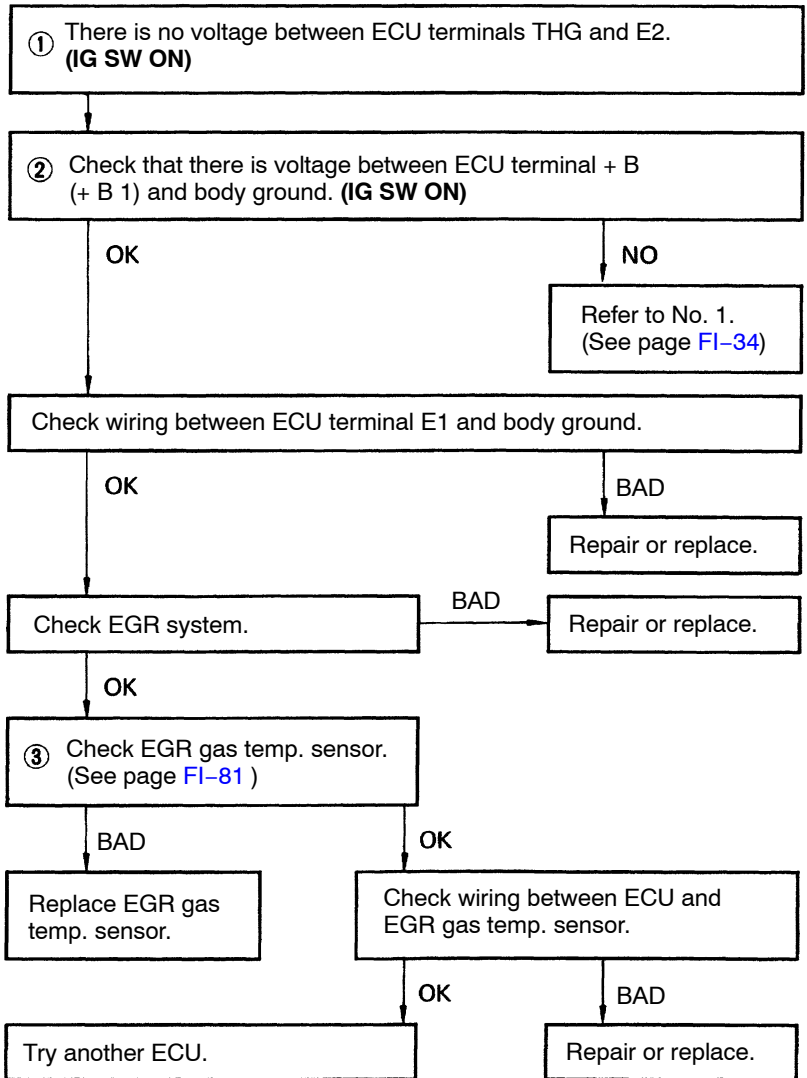 ① There is no voltage between ECU terminals THG and E2.
(IG SW ON)
② Check that there is voltage between ECU terminal + B
(+ B 1) and body ground. (IG SW ON)
OK
NO
Refer to No. 1.
(See page FI–34)
Check wiring between ECU terminal E1 and body ground.
OK
BAD
Repair or replace.
Check EGR system.
BAD
Repair or replace.
OK
③ Check EGR gas temp. sensor.
(See page FI–81 )
BAD
OK
Replace EGR gas
temp. sensor.
Check wiring between ECU and
EGR gas temp. sensor.
OK
BAD
Try another ECU.
Repair or replace.